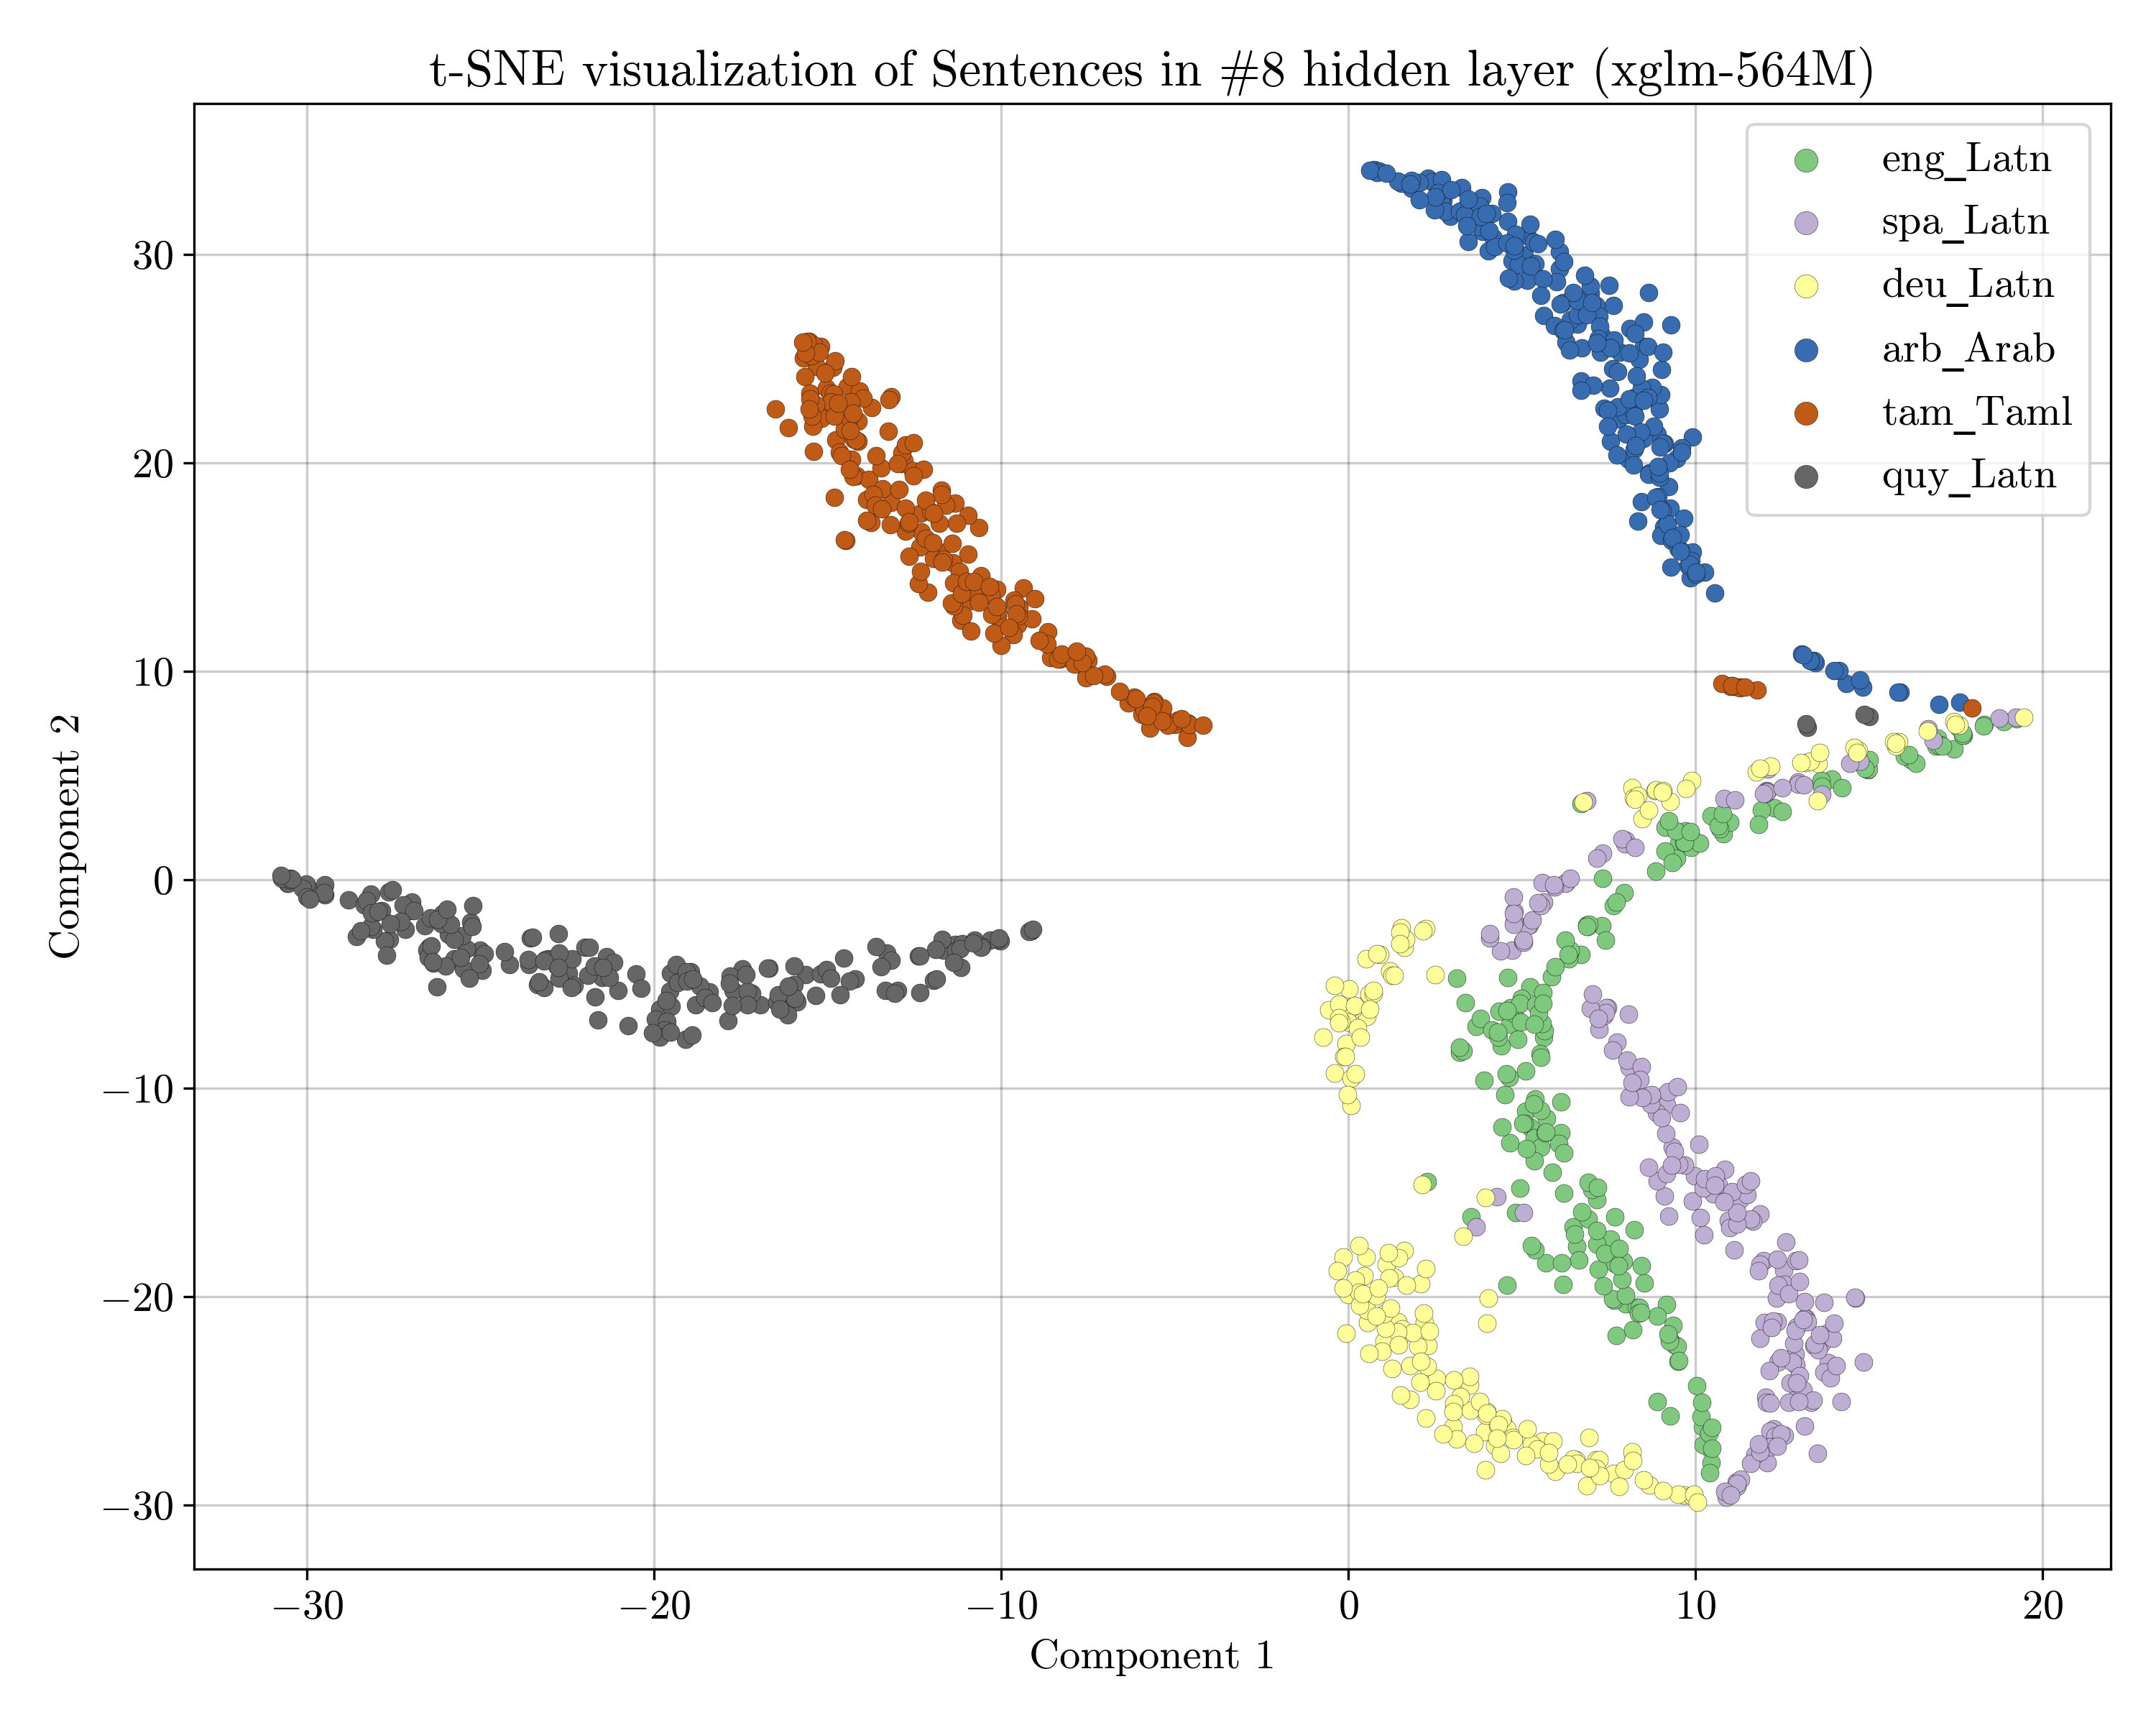 t-SNE visualization of Sentences in #8 hidden layer (xglm-564M)
eng_Latn
spa_Latn
deu_Latn
arb_Arab
tam_Taml
quy_Latn
30
20
10
0
−10
−20
−30
Component 2
−30
−20
−10
0
10
20
Component 1